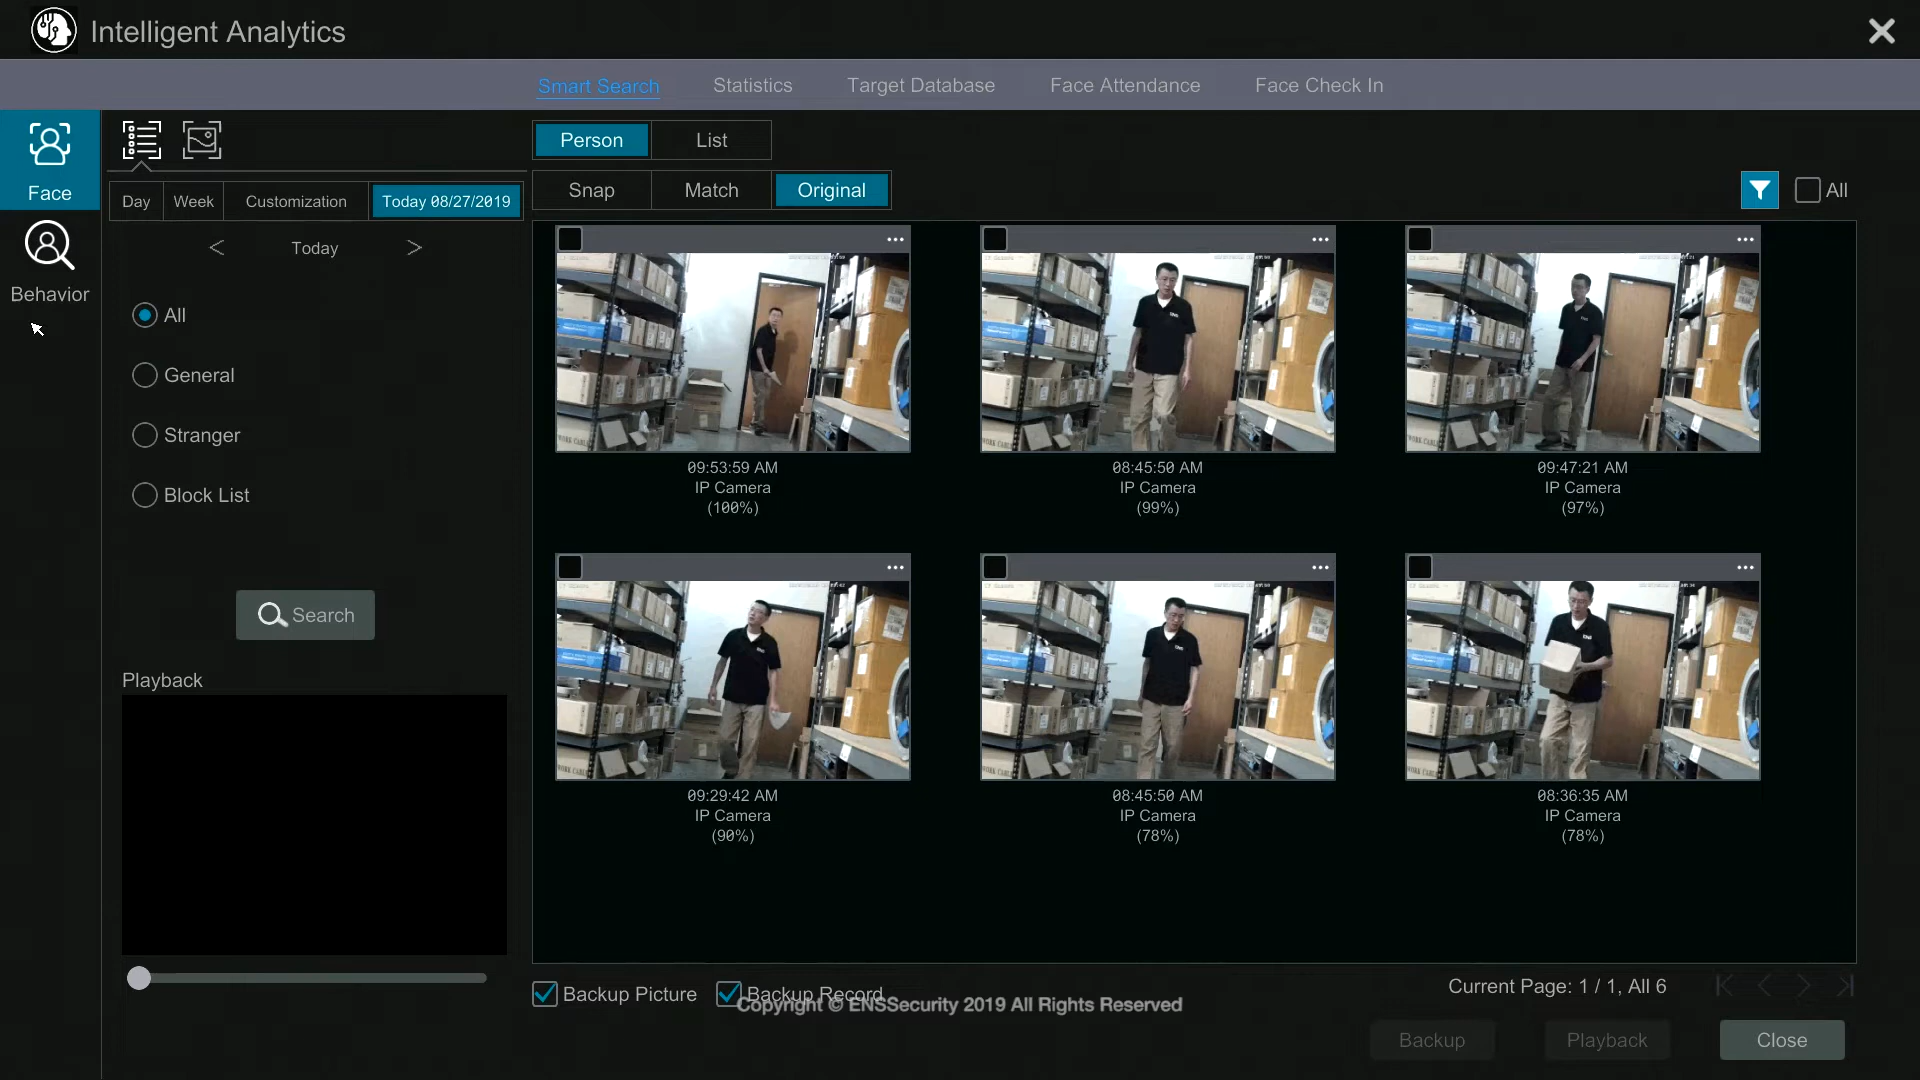 Intelligent Analytics
Smart Search Statistics Target Database Face Attendance Face Check In
Face
Behavior
Day Week Customization Today 08/27/2019
< Today >
All
General
Stranger
Block List
Search
Playback
Person List
Snap Match Original
All
09:53:59 AM
IP Camera
(100%)
08:45:50 AM
IP Camera
(99%)
09:47:21 AM
IP Camera
(97%)
09:29:42 AM
IP Camera
(90%)
08:45:50 AM
IP Camera
(78%)
08:36:35 AM
IP Camera
(78%)
Backup Picture Backup Record
Copyright © ENSSecurity 2019 All Rights Reserved
Current Page: 1 / 1, All 6
Backup Playback Close